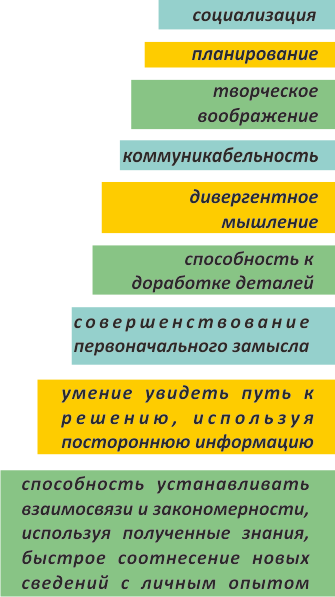 социализация
планирование
творческое
воображение
коммуникабельность
дивергентное
мышление
способность к
доработке деталей
совершенствование
первоначального замысла
умение увидеть путь к
решению, используя
постороннюю информацию
способность устанавливать
взаимосвязи и закономерности,
используя полученные знания,
быстрое соотнесение новых
сведений с личным опытом